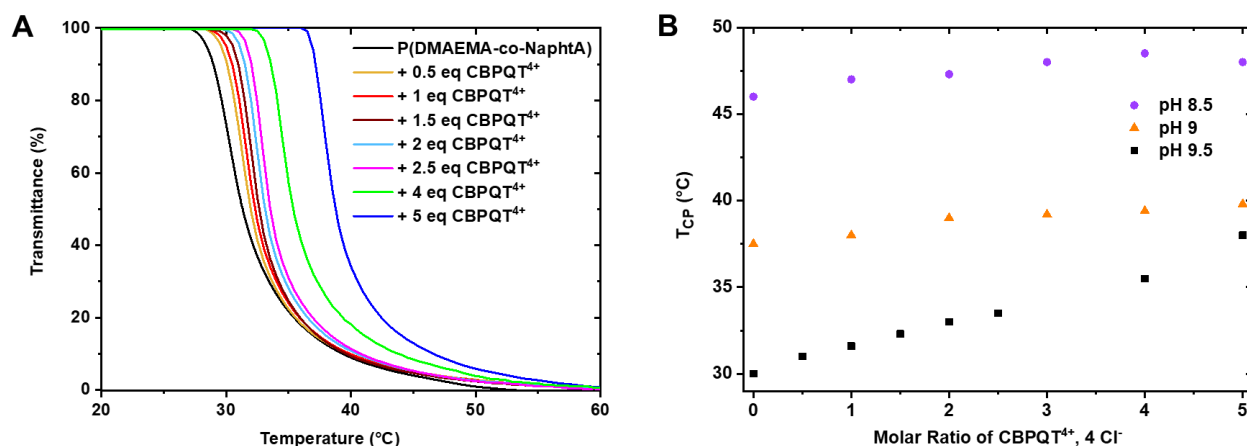 A
Transmittance (%)
100
80
60
40
20
0
20
30
40
50
60
Temperature (°C)
P(DMAEMA-co-NaphtA)
+ 0.5 eq CBPQT⁴⁺
+ 1 eq CBPQT⁴⁺
+ 1.5 eq CBPQT⁴⁺
+ 2 eq CBPQT⁴⁺
+ 2.5 eq CBPQT⁴⁺
+ 4 eq CBPQT⁴⁺
+ 5 eq CBPQT⁴⁺
B
T_CP (°C)
50
45
40
35
30
0
1
2
3
4
5
Molar Ratio of CBPQT⁴⁺, 4 Cl⁻
pH 8.5
pH 9
pH 9.5